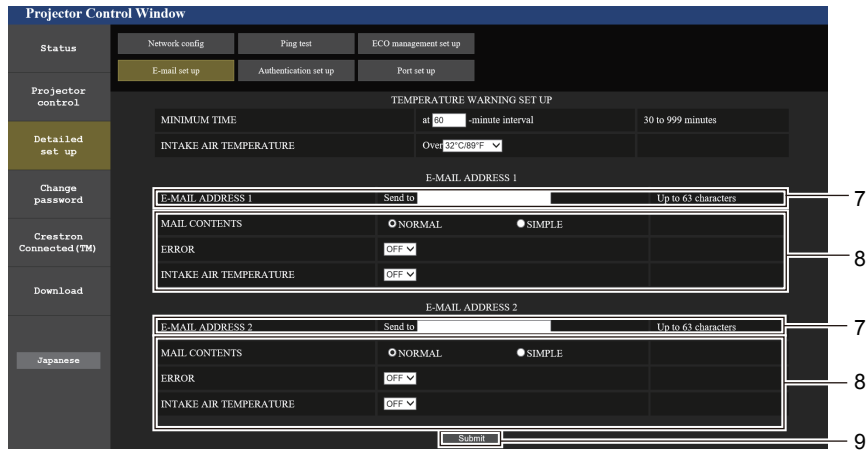 Projector Control Window
Status
Network config Ping test ECO management set up
E-mail set up Authentication set up Port set up
Projector
control
Detailed
set up
Change
password
Crestron
Connected(TM)
Download
Japanese
TEMPERATURE WARNING SET UP
MINIMUM TIME at 60 -minute interval 30 to 999 minutes
INTAKE AIR TEMPERATURE Over 32°C/89°F
E-MAIL ADDRESS 1
E-MAIL ADDRESS 1 Send to Up to 63 characters 7
MAIL CONTENTS NORMAL SIMPLE
ERROR OFF 8
INTAKE AIR TEMPERATURE OFF
E-MAIL ADDRESS 2
E-MAIL ADDRESS 2 Send to Up to 63 characters 7
MAIL CONTENTS NORMAL SIMPLE
ERROR OFF 8
INTAKE AIR TEMPERATURE OFF
Submit 9